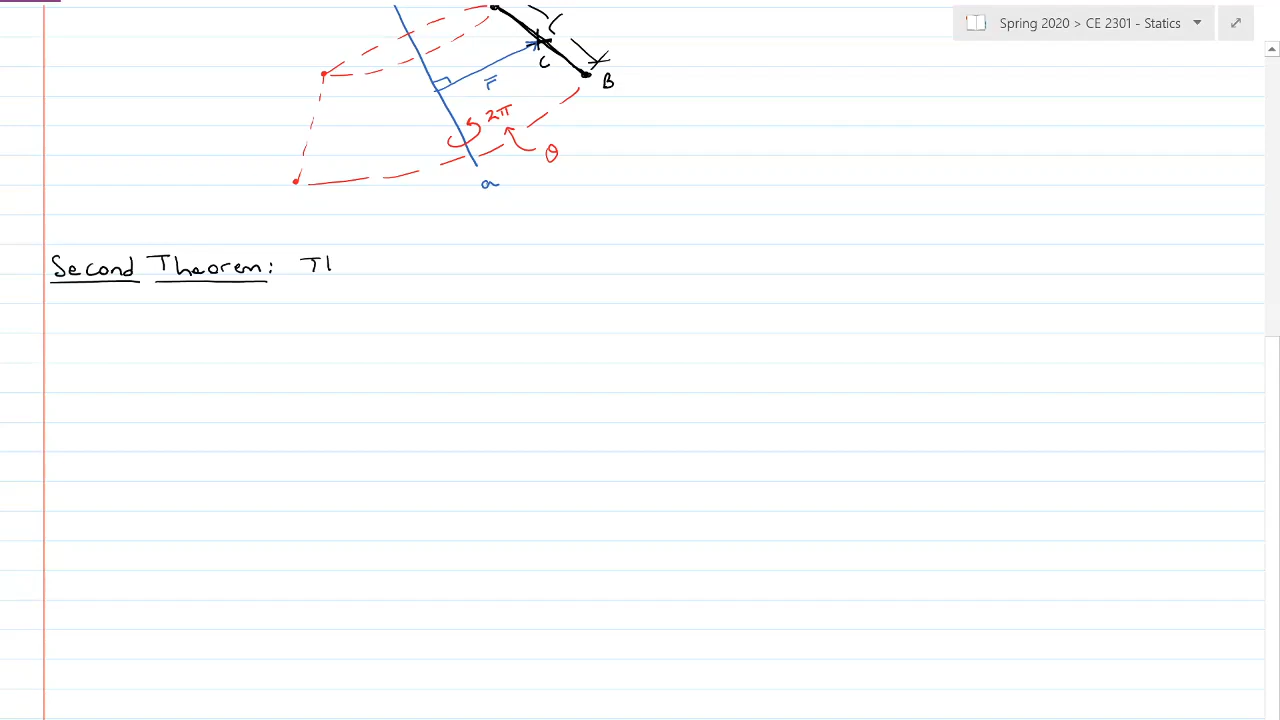 Spring 2020 > CE 2301 - Statics
C
B
r̅
2π
θ
a
Second Theorem: Th